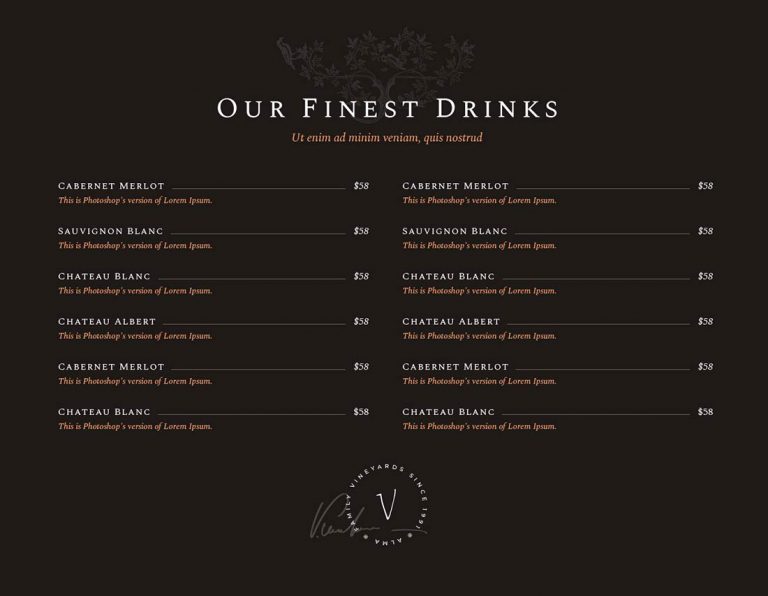 Our Finest Drinks
Ut enim ad minim veniam, quis nostrud
Cabernet Merlot $58
This is Photoshop's version of Lorem Ipsum.
Sauvignon Blanc $58
This is Photoshop's version of Lorem Ipsum.
Chateau Blanc $58
This is Photoshop's version of Lorem Ipsum.
Chateau Albert $58
This is Photoshop's version of Lorem Ipsum.
Cabernet Merlot $58
This is Photoshop's version of Lorem Ipsum.
Chateau Blanc $58
This is Photoshop's version of Lorem Ipsum.
Cabernet Merlot $58
This is Photoshop's version of Lorem Ipsum.
Sauvignon Blanc $58
This is Photoshop's version of Lorem Ipsum.
Chateau Blanc $58
This is Photoshop's version of Lorem Ipsum.
Chateau Albert $58
This is Photoshop's version of Lorem Ipsum.
Cabernet Merlot $58
This is Photoshop's version of Lorem Ipsum.
Chateau Blanc $58
This is Photoshop's version of Lorem Ipsum.
ALMA * FAMILY VINEYARDS SINCE 1991 *
V